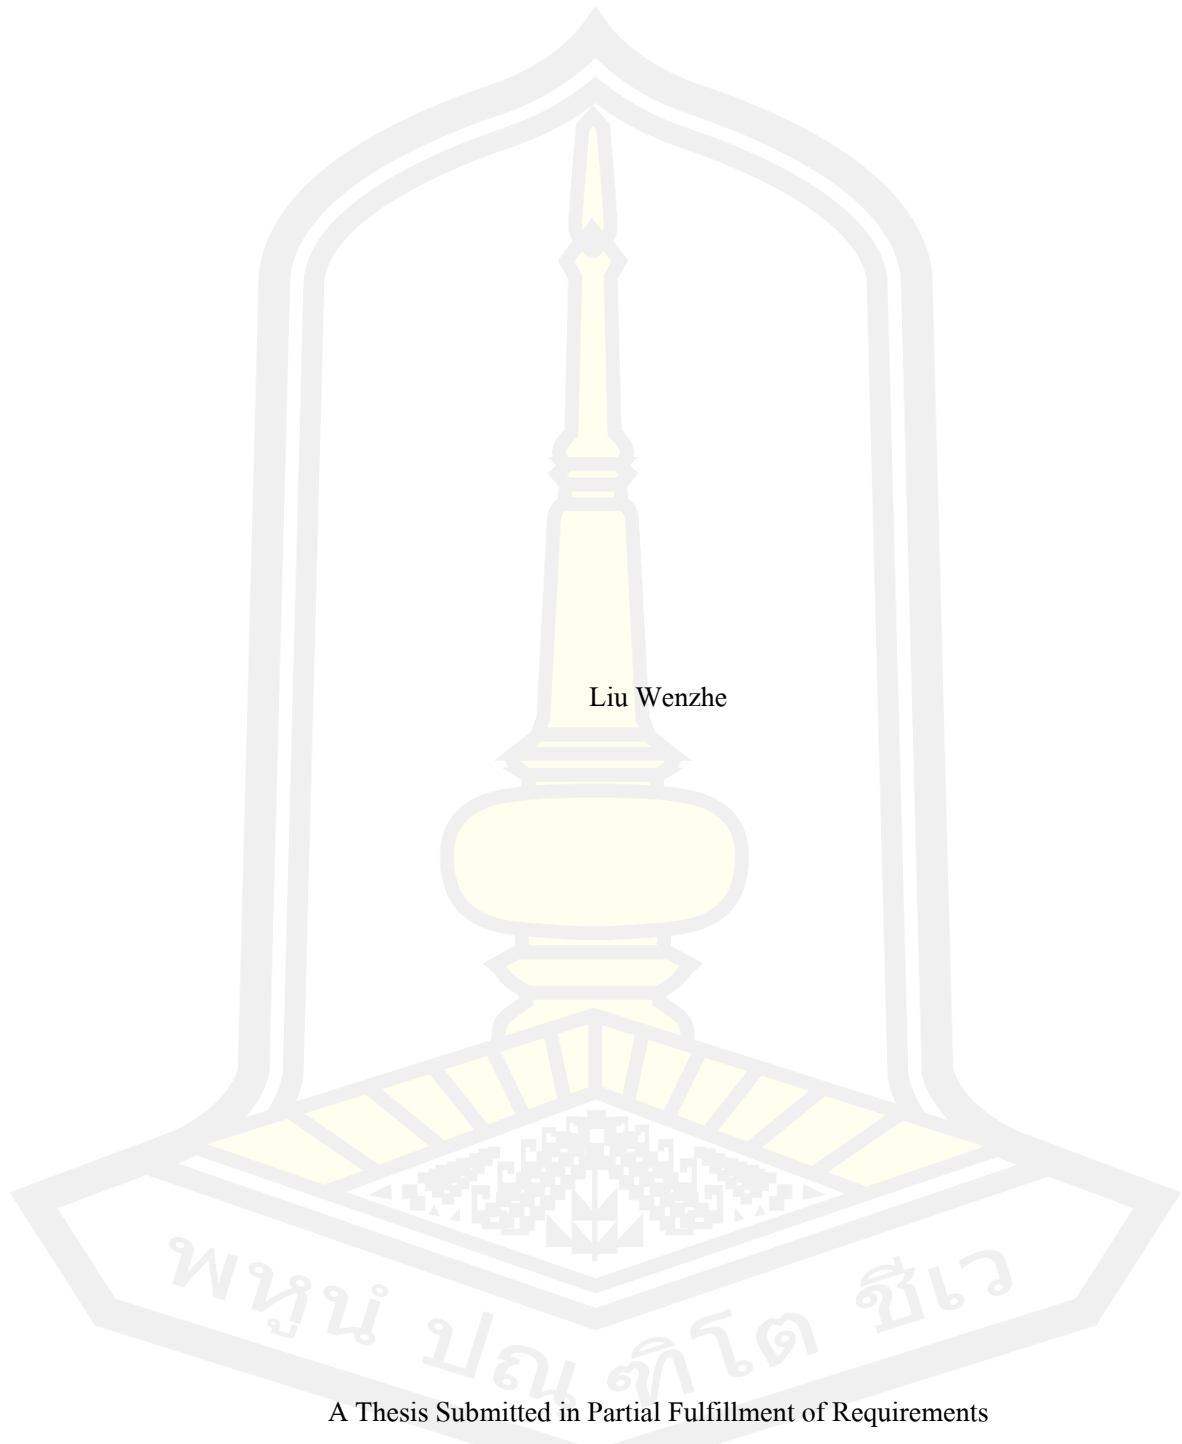 Liu Wenzhe
พหูนํ ปณฺฑิโต ชีเว
A Thesis Submitted in Partial Fulfillment of Requirements